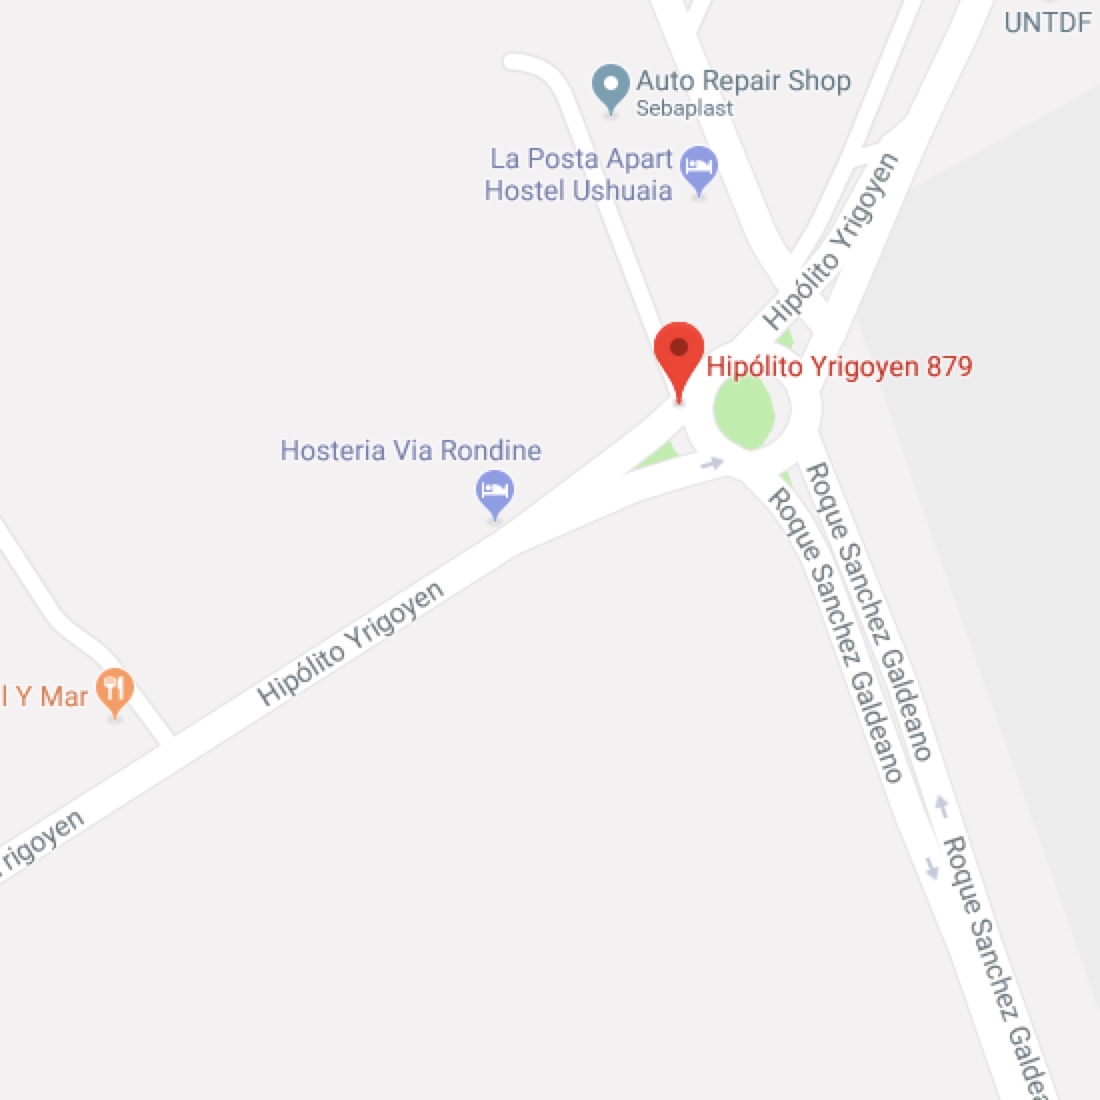 UNTDF
Auto Repair Shop
Sebaplast
La Posta Apart
Hostel Ushuaia
Hipólito Yrigoyen
Hipólito Yrigoyen 879
Hosteria Via Rondine
Roque Sanchez Galdeano
Roque Sanchez Galdeano
Hipólito Yrigoyen
l Y Mar
rigoyen
Roque Sanchez Galdea